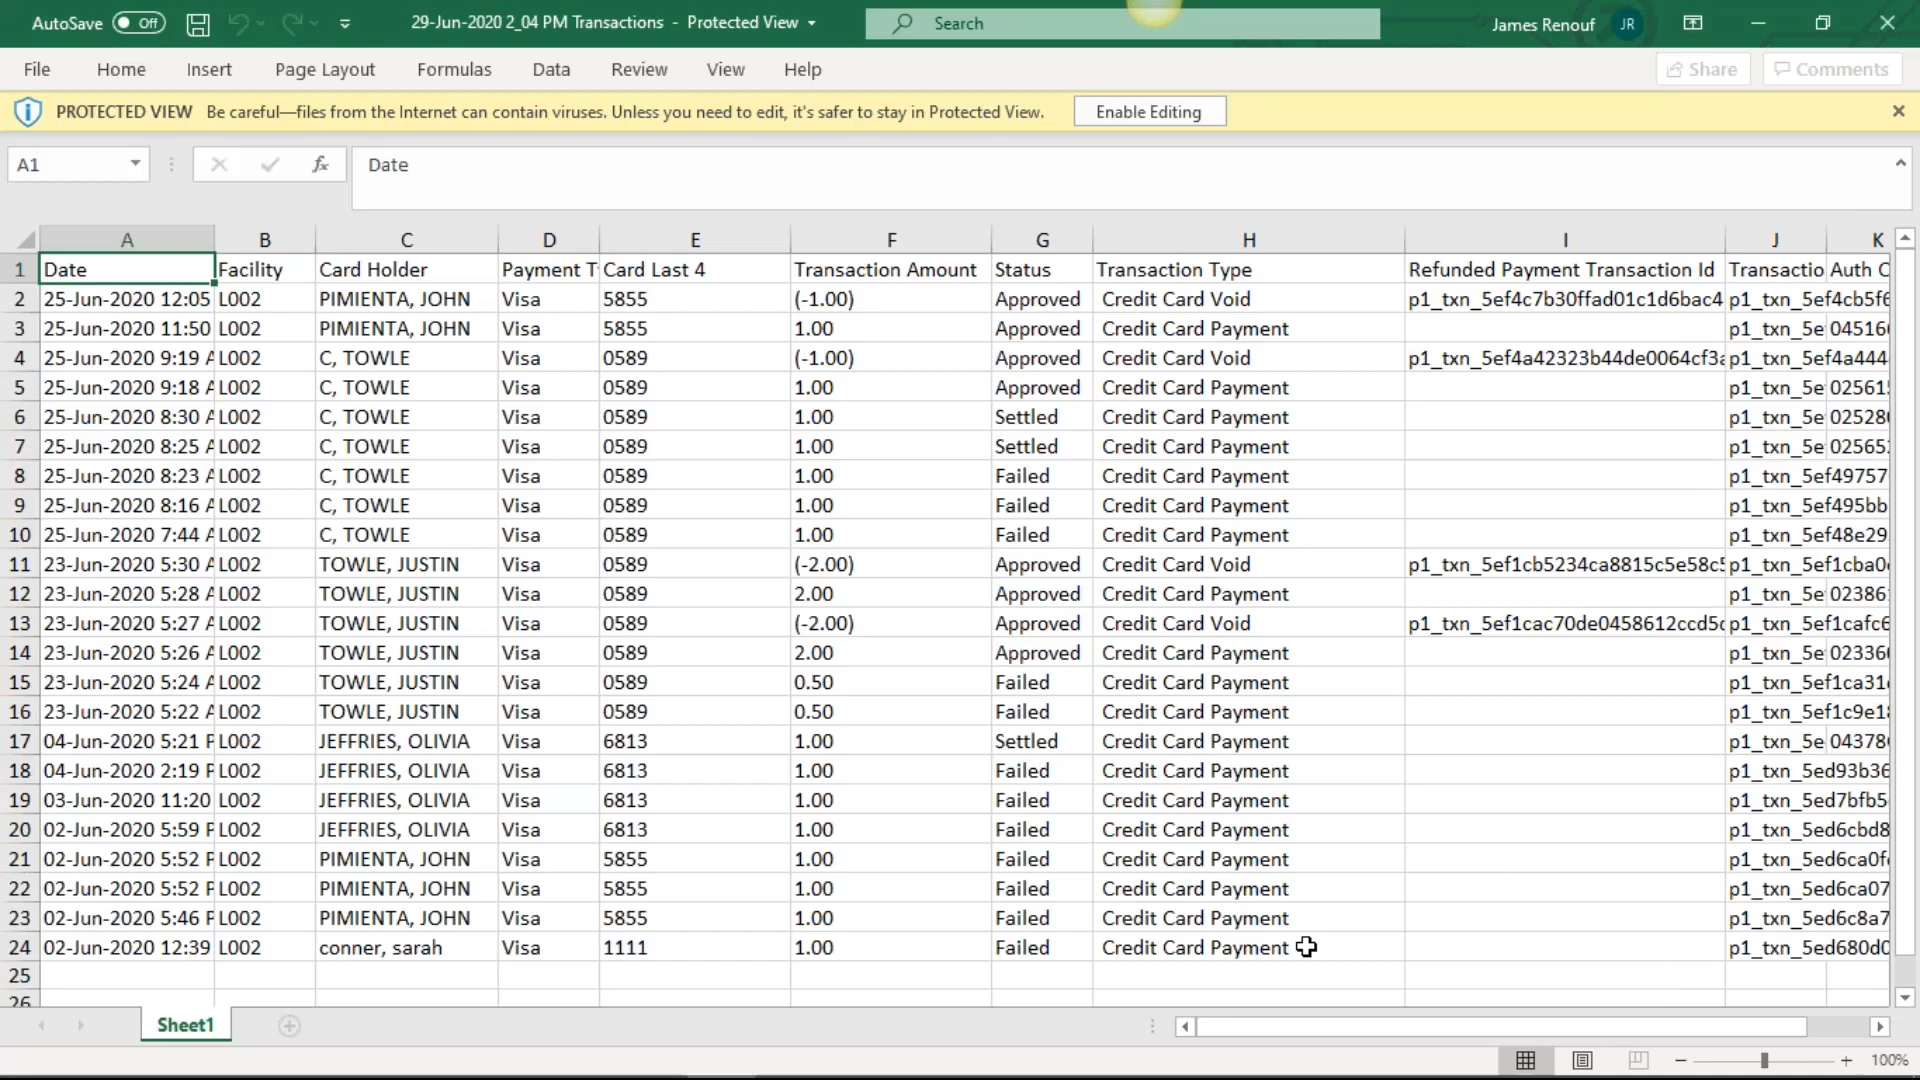 AutoSave Off 29-Jun-2020 2_04 PM Transactions - Protected View Search James Renouf JR
File Home Insert Page Layout Formulas Data Review View Help Share Comments
PROTECTED VIEW Be careful—files from the Internet can contain viruses. Unless you need to edit, it's safer to stay in Protected View. Enable Editing
A1 fx Date
A B C D E F G H I J K
1 Date Facility Card Holder Payment T Card Last 4 Transaction Amount Status Transaction Type Refunded Payment Transaction Id Transactio Auth C
2 25-Jun-2020 12:05 L002 PIMIENTA, JOHN Visa 5855 (-1.00) Approved Credit Card Void p1_txn_5ef4c7b30ffad01c1d6bac4 p1_txn_5ef4cb5f6
3 25-Jun-2020 11:50 L002 PIMIENTA, JOHN Visa 5855 1.00 Approved Credit Card Payment p1_txn_5e 04516
4 25-Jun-2020 9:19 A L002 C, TOWLE Visa 0589 (-1.00) Approved Credit Card Void p1_txn_5ef4a42323b44de0064cf3a p1_txn_5ef4a444
5 25-Jun-2020 9:18 A L002 C, TOWLE Visa 0589 1.00 Approved Credit Card Payment p1_txn_5e 02561
6 25-Jun-2020 8:30 A L002 C, TOWLE Visa 0589 1.00 Settled Credit Card Payment p1_txn_5e 02528
7 25-Jun-2020 8:25 A L002 C, TOWLE Visa 0589 1.00 Settled Credit Card Payment p1_txn_5e 02565
8 25-Jun-2020 8:23 A L002 C, TOWLE Visa 0589 1.00 Failed Credit Card Payment p1_txn_5ef49757
9 25-Jun-2020 8:16 A L002 C, TOWLE Visa 0589 1.00 Failed Credit Card Payment p1_txn_5ef495bb
10 25-Jun-2020 7:44 A L002 C, TOWLE Visa 0589 1.00 Failed Credit Card Payment p1_txn_5ef48e29
11 23-Jun-2020 5:30 A L002 TOWLE, JUSTIN Visa 0589 (-2.00) Approved Credit Card Void p1_txn_5ef1cb5234ca8815c5e58c5 p1_txn_5ef1cba0
12 23-Jun-2020 5:28 A L002 TOWLE, JUSTIN Visa 0589 2.00 Approved Credit Card Payment p1_txn_5e 02386
13 23-Jun-2020 5:27 A L002 TOWLE, JUSTIN Visa 0589 (-2.00) Approved Credit Card Void p1_txn_5ef1cac70de0458612ccd5 p1_txn_5ef1cafc6
14 23-Jun-2020 5:26 A L002 TOWLE, JUSTIN Visa 0589 2.00 Approved Credit Card Payment p1_txn_5e 02336
15 23-Jun-2020 5:24 A L002 TOWLE, JUSTIN Visa 0589 0.50 Failed Credit Card Payment p1_txn_5ef1ca31
16 23-Jun-2020 5:22 A L002 TOWLE, JUSTIN Visa 0589 0.50 Failed Credit Card Payment p1_txn_5ef1c9e1
17 04-Jun-2020 5:21 P L002 JEFFRIES, OLIVIA Visa 6813 1.00 Settled Credit Card Payment p1_txn_5e 04378
18 04-Jun-2020 2:19 P L002 JEFFRIES, OLIVIA Visa 6813 1.00 Failed Credit Card Payment p1_txn_5ed93b36
19 03-Jun-2020 11:20 L002 JEFFRIES, OLIVIA Visa 6813 1.00 Failed Credit Card Payment p1_txn_5ed7bfb5
20 02-Jun-2020 5:59 P L002 JEFFRIES, OLIVIA Visa 6813 1.00 Failed Credit Card Payment p1_txn_5ed6cbd8
21 02-Jun-2020 5:52 P L002 PIMIENTA, JOHN Visa 5855 1.00 Failed Credit Card Payment p1_txn_5ed6ca0f
22 02-Jun-2020 5:52 P L002 PIMIENTA, JOHN Visa 5855 1.00 Failed Credit Card Payment p1_txn_5ed6ca07
23 02-Jun-2020 5:46 P L002 PIMIENTA, JOHN Visa 5855 1.00 Failed Credit Card Payment p1_txn_5ed6c8a7
24 02-Jun-2020 12:39 L002 conner, sarah Visa 1111 1.00 Failed Credit Card Payment p1_txn_5ed680d0
25
26
Sheet1
100%